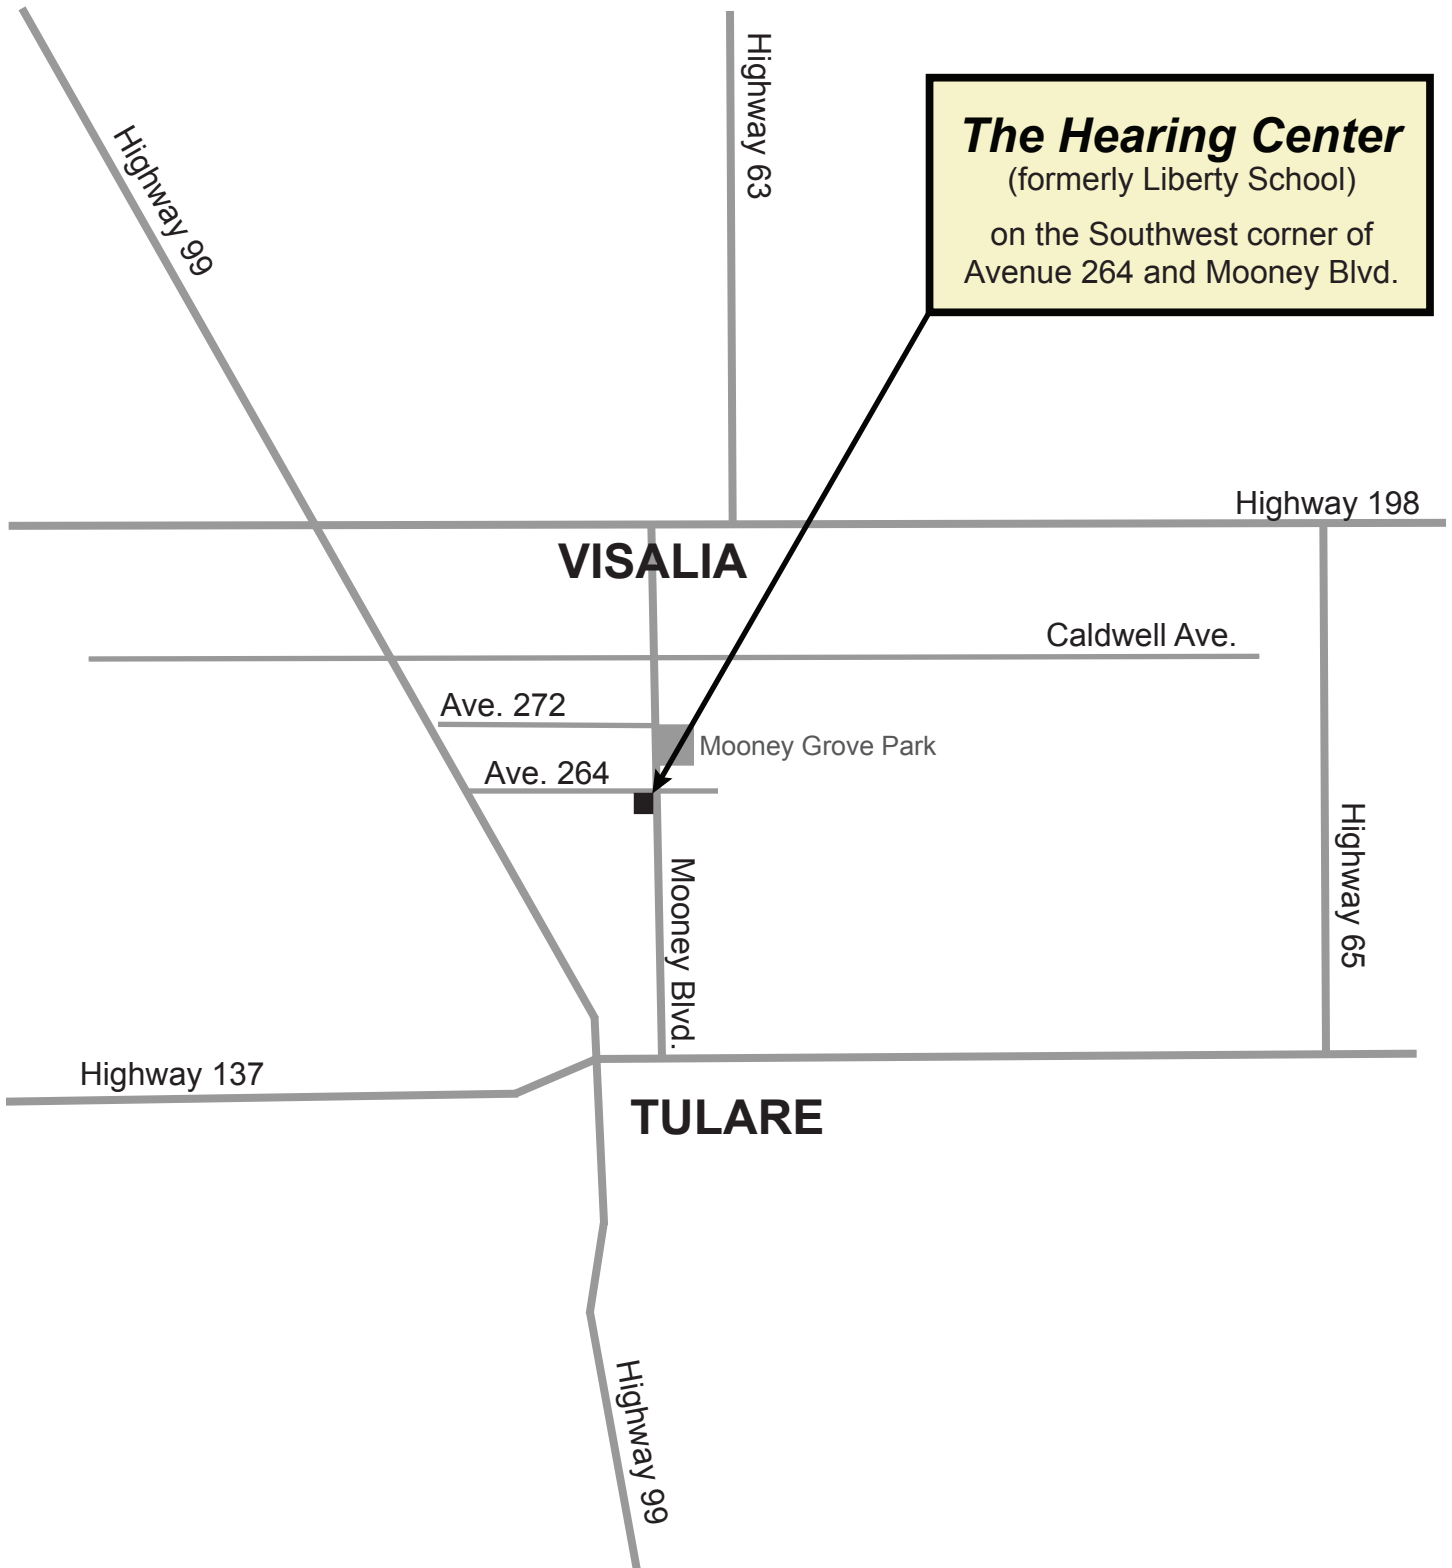 Highway 63
The Hearing Center
(formerly Liberty School)
on the Southwest corner of
Avenue 264 and Mooney Blvd.
Highway 99
Highway 198
VISALIA
Caldwell Ave.
Ave. 272
Mooney Grove Park
Ave. 264
Mooney Blvd.
Highway 65
Highway 137
TULARE
Highway 99